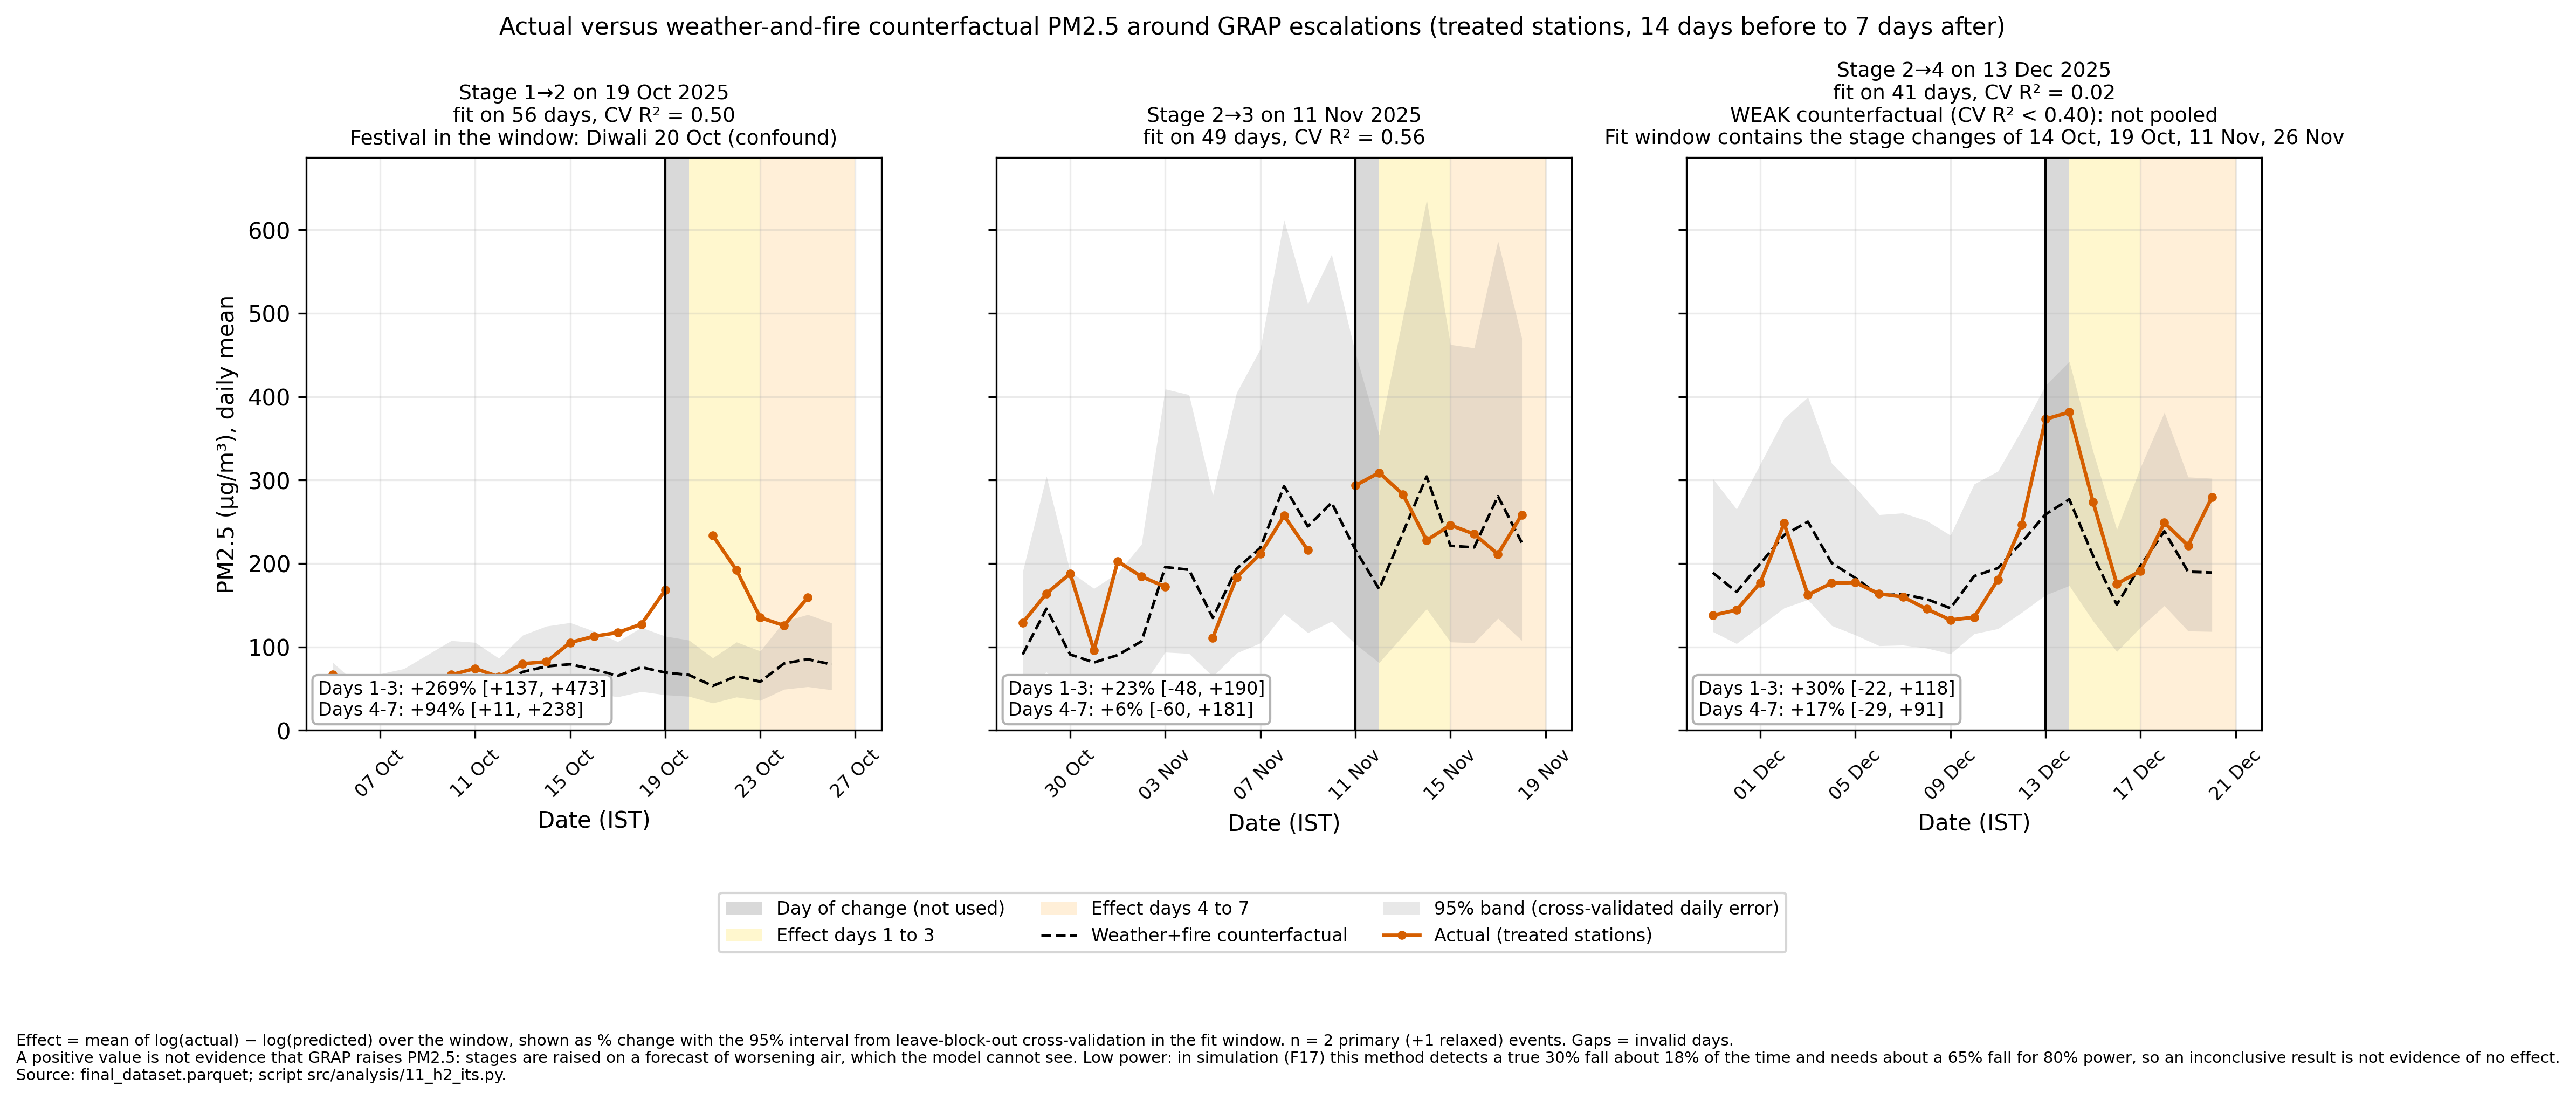 Actual versus weather-and-fire counterfactual PM2.5 around GRAP escalations (treated stations, 14 days before to 7 days after)
Stage 1→2 on 19 Oct 2025
fit on 56 days, CV R² = 0.50
Festival in the window: Diwali 20 Oct (confound)
Stage 2→3 on 11 Nov 2025
fit on 49 days, CV R² = 0.56
Stage 2→4 on 13 Dec 2025
fit on 41 days, CV R² = 0.02
WEAK counterfactual (CV R² < 0.40): not pooled
Fit window contains the stage changes of 14 Oct, 19 Oct, 11 Nov, 26 Nov
PM2.5 (µg/m³), daily mean
600
500
400
300
200
100
0
Days 1-3: +269% [+137, +473]
Days 4-7: +94% [+11, +238]
Days 1-3: +23% [-48, +190]
Days 4-7: +6% [-60, +181]
Days 1-3: +30% [-22, +118]
Days 4-7: +17% [-29, +91]
07 Oct
11 Oct
15 Oct
19 Oct
23 Oct
27 Oct
30 Oct
03 Nov
07 Nov
11 Nov
15 Nov
19 Nov
01 Dec
05 Dec
09 Dec
13 Dec
17 Dec
21 Dec
Date (IST)
Date (IST)
Date (IST)
Day of change (not used)
Effect days 1 to 3
Effect days 4 to 7
Weather+fire counterfactual
95% band (cross-validated daily error)
Actual (treated stations)
Effect = mean of log(actual) − log(predicted) over the window, shown as % change with the 95% interval from leave-block-out cross-validation in the fit window. n = 2 primary (+1 relaxed) events. Gaps = invalid days.
A positive value is not evidence that GRAP raises PM2.5: stages are raised on a forecast of worsening air, which the model cannot see. Low power: in simulation (F17) this method detects a true 30% fall about 18% of the time and needs about a 65% fall for 80% power, so an inconclusive result is not evidence of no effect.
Source: final_dataset.parquet; script src/analysis/11_h2_its.py.